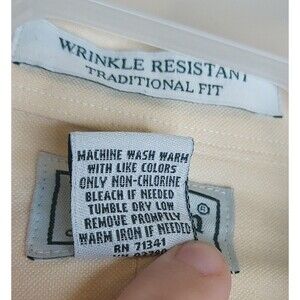 WRINKLE RESISTANT
TRADITIONAL FIT
MACHINE WASH WARM
WITH LIKE COLORS
ONLY NON-CHLORINE
BLEACH IF NEEDED
TUMBLE DRY LOW
REMOVE PROMPTLY
WARM IRON IF NEEDED
RN 71341
®